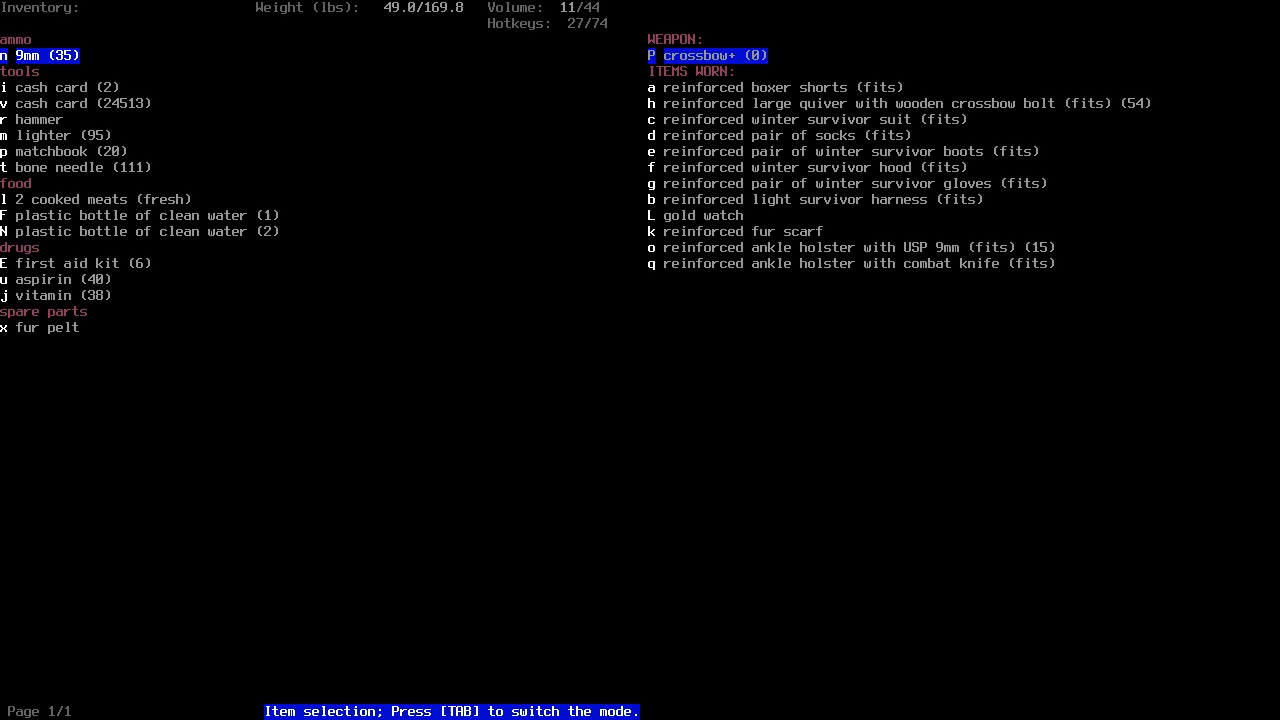 Inventory: Weight (lbs): 49.0/169.8 Volume: 11/44
Hotkeys: 27/74
ammo
n 9mm (35)
tools
i cash card (2)
v cash card (24513)
r hammer
m lighter (95)
p matchbook (20)
t bone needle (111)
food
l 2 cooked meats (fresh)
F plastic bottle of clean water (1)
N plastic bottle of clean water (2)
drugs
E first aid kit (6)
u aspirin (40)
j vitamin (38)
spare parts
x fur pelt
WEAPON:
P crossbow+ (0)
ITEMS WORN:
a reinforced boxer shorts (fits)
h reinforced large quiver with wooden crossbow bolt (fits) (54)
c reinforced winter survivor suit (fits)
d reinforced pair of socks (fits)
e reinforced pair of winter survivor boots (fits)
f reinforced winter survivor hood (fits)
g reinforced pair of winter survivor gloves (fits)
b reinforced light survivor harness (fits)
L gold watch
k reinforced fur scarf
o reinforced ankle holster with USP 9mm (fits) (15)
q reinforced ankle holster with combat knife (fits)
Page 1/1 Item selection; Press [TAB] to switch the mode.